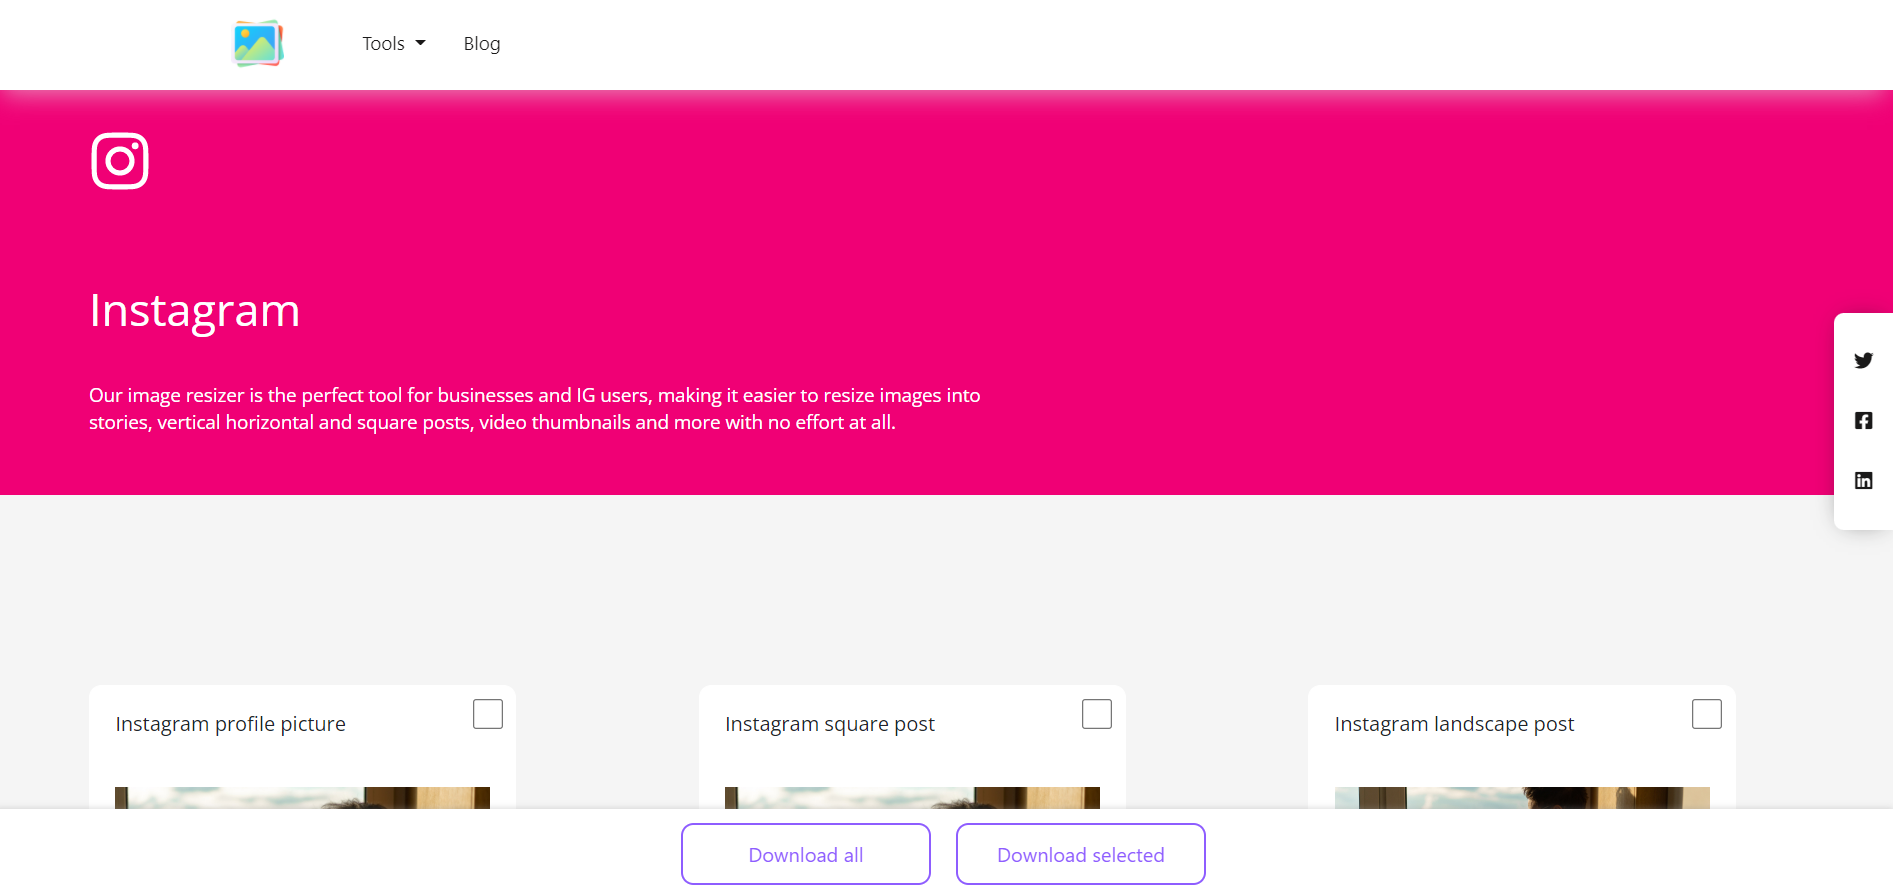 Tools
Blog
Instagram
Our image resizer is the perfect tool for businesses and IG users, making it easier to resize images into
stories, vertical horizontal and square posts, video thumbnails and more with no effort at all.
Instagram profile picture
Instagram square post
Instagram landscape post
Download all
Download selected